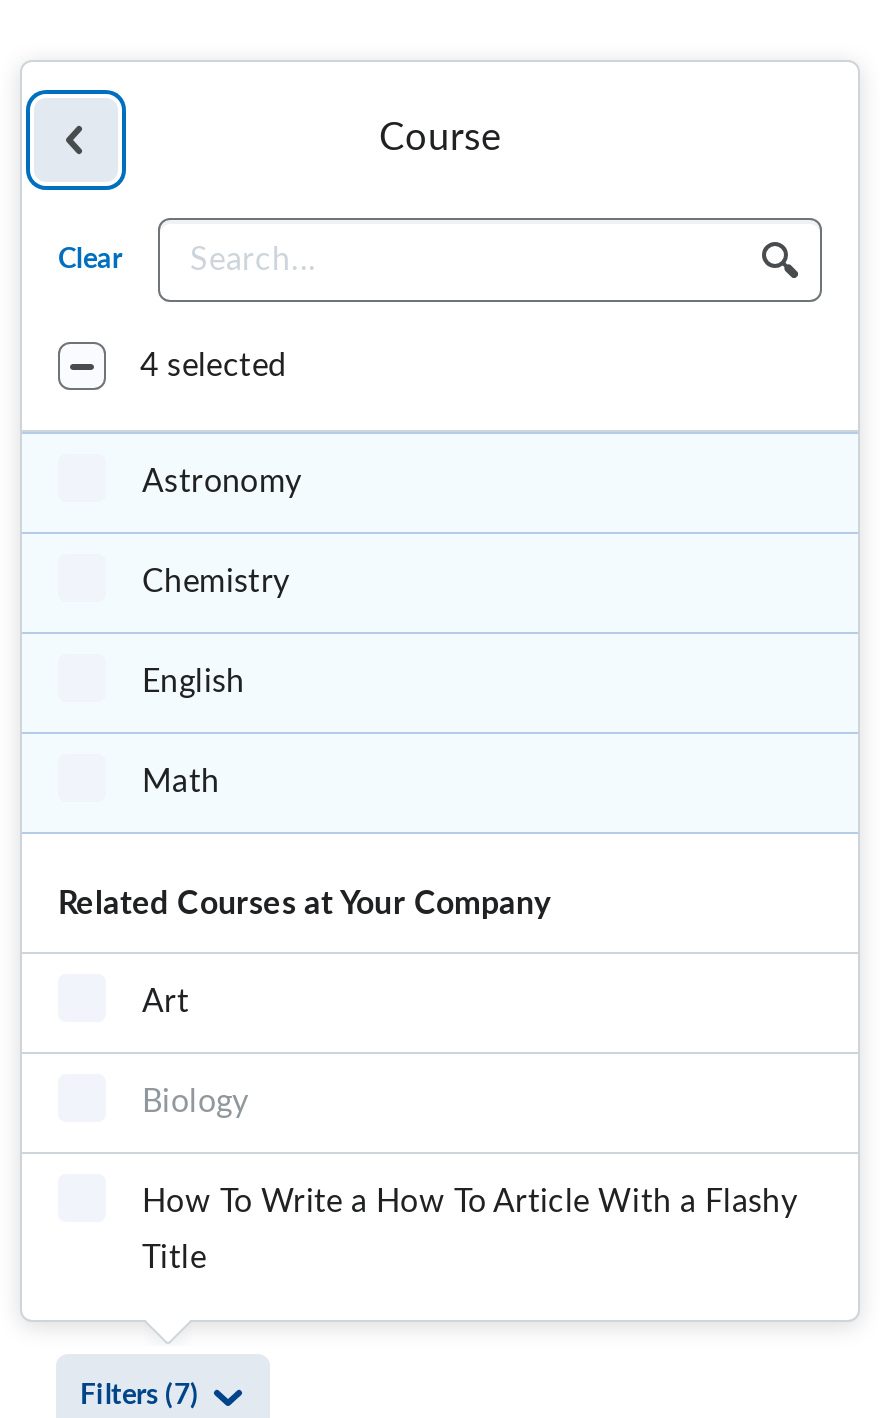 Course
Clear
Search...
4 selected
Astronomy
Chemistry
English
Math
Related Courses at Your Company
Art
Biology
How To Write a How To Article With a Flashy
Title
Filters (7)